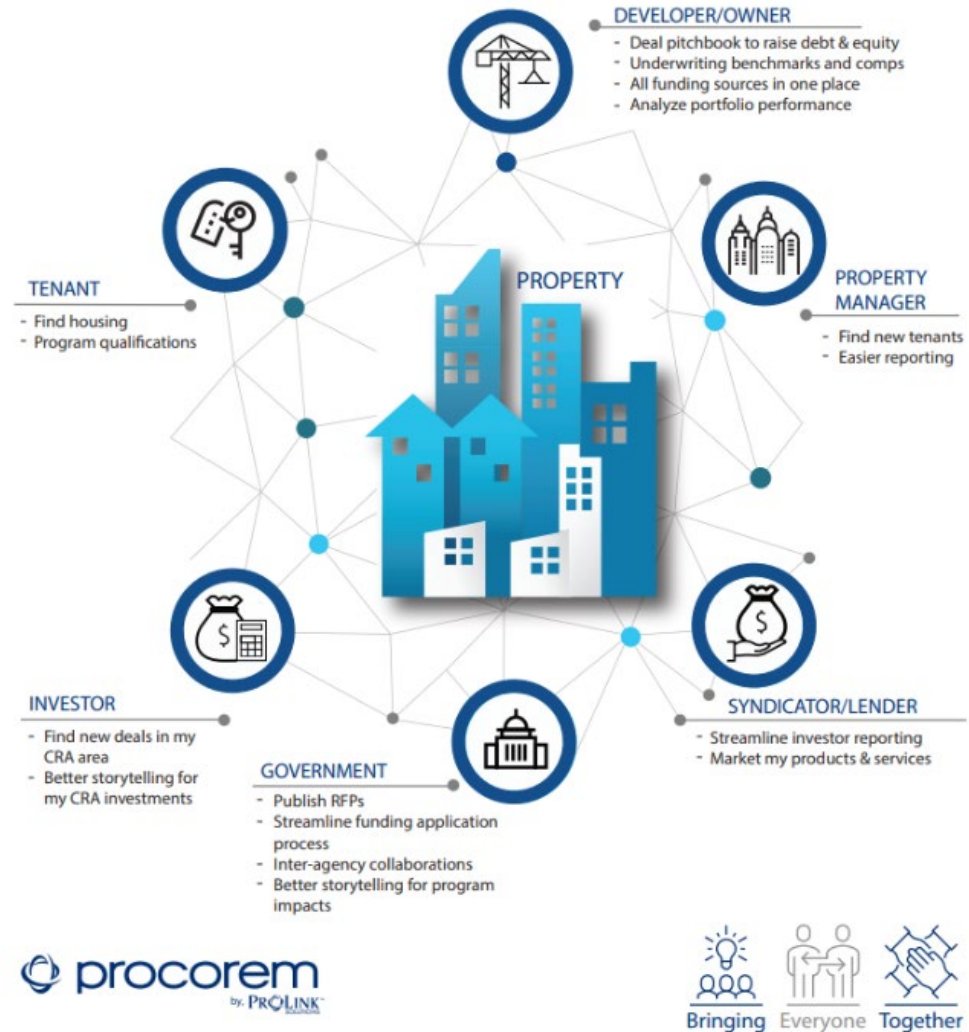 DEVELOPER/OWNER
- Deal pitchbook to raise debt & equity
- Underwriting benchmarks and comps
- All funding sources in one place
- Analyze portfolio performance
PROPERTY
TENANT
- Find housing
- Program qualifications
PROPERTY
MANAGER
- Find new tenants
- Easier reporting
INVESTOR
- Find new deals in my
CRA area
- Better storytelling for
my CRA investments
GOVERNMENT
- Publish RFPs
- Streamline funding application
process
- Inter-agency collaborations
- Better storytelling for program
impacts
SYNDICATOR/LENDER
- Streamline investor reporting
- Market my products & services
$
$
procorem
by, PROLINK™
SOLUTIONS
Bringing Everyone Together